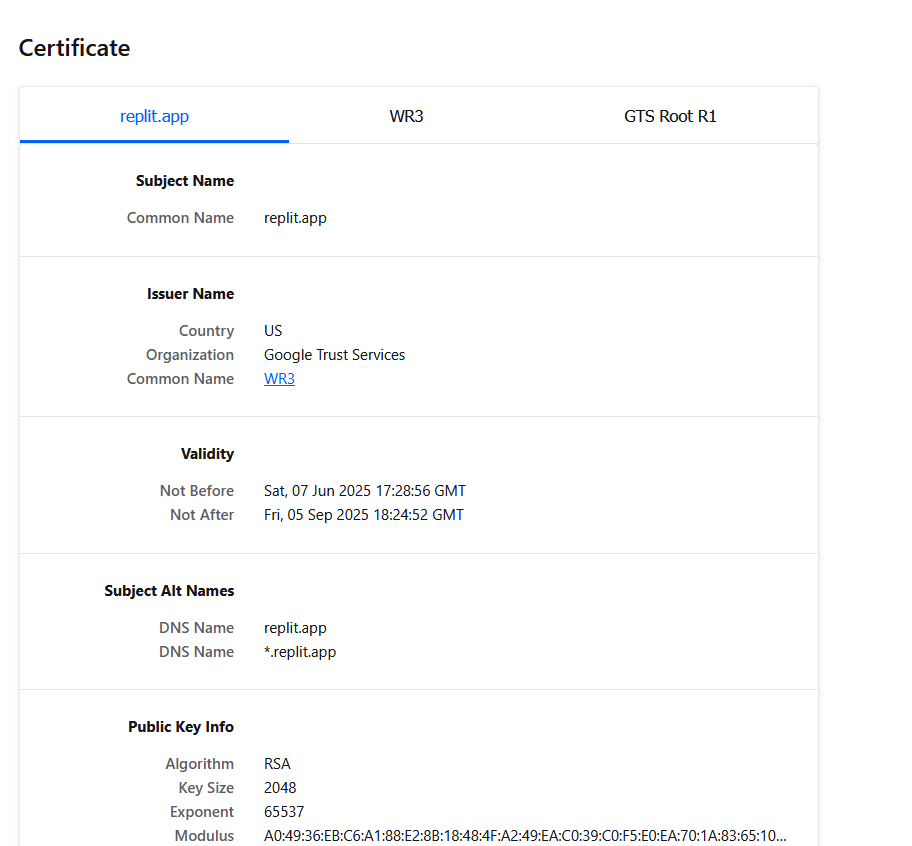 Certificate
replit.app WR3 GTS Root R1
Subject Name
Common Name replit.app
Issuer Name
Country US
Organization Google Trust Services
Common Name WR3
Validity
Not Before Sat, 07 Jun 2025 17:28:56 GMT
Not After Fri, 05 Sep 2025 18:24:52 GMT
Subject Alt Names
DNS Name replit.app
DNS Name *.replit.app
Public Key Info
Algorithm RSA
Key Size 2048
Exponent 65537
Modulus A0:49:36:EB:C6:A1:88:E2:8B:18:48:4F:A2:49:EA:C0:39:C0:F5:E0:EA:70:1A:83:65:10...